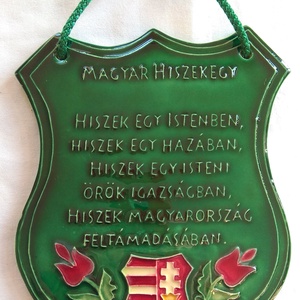 MAGYAR HISZEKEGY
HISZEK EGY ISTENBEN,
HISZEK EGY HAZÁBAN,
HISZEK EGY ISTENI
ÖRÖK IGAZSÁGBAN,
HISZEK MAGYARORSZÁG
FELTÁMADÁSÁBAN.